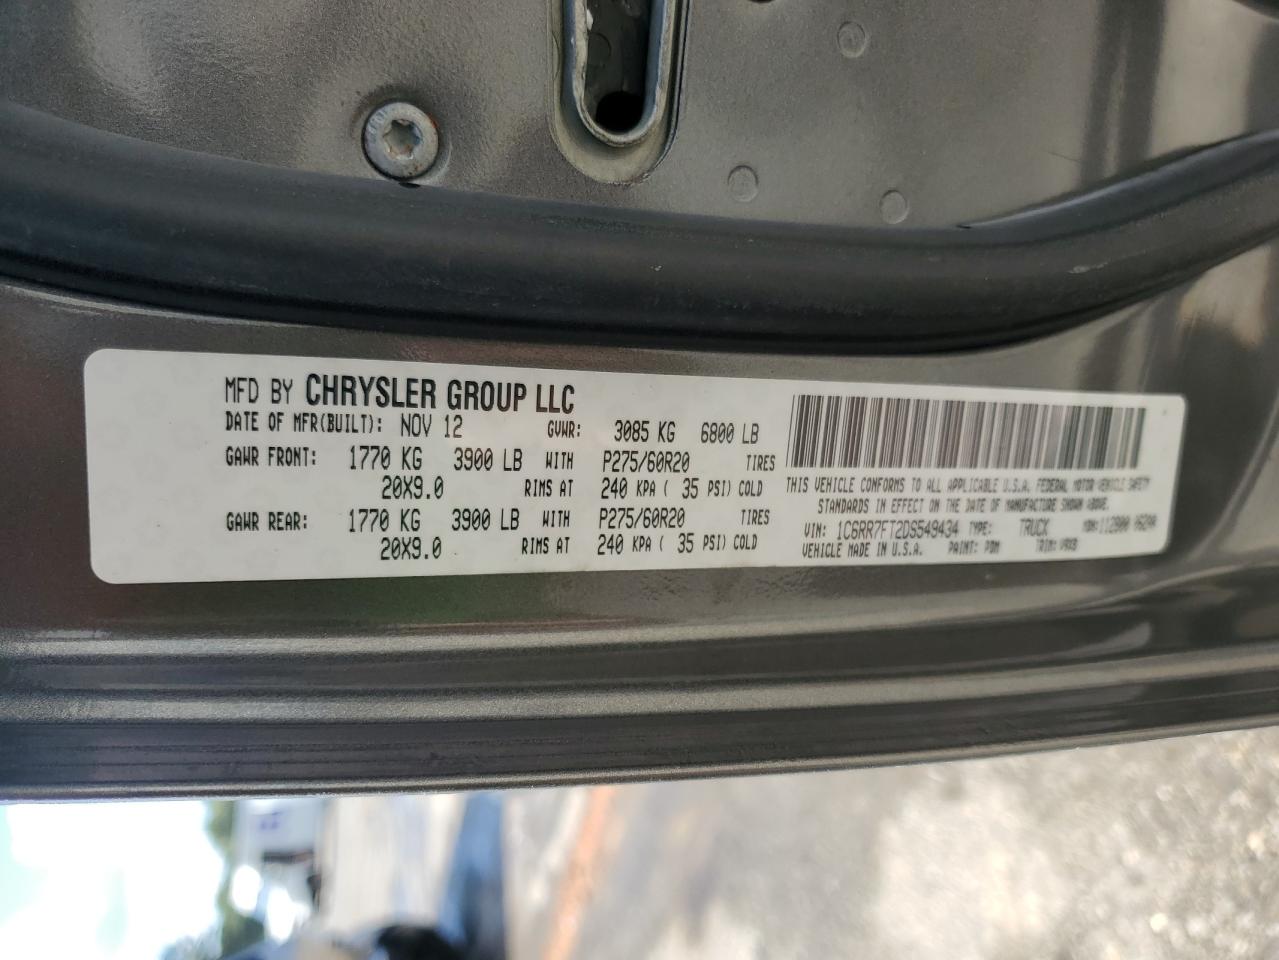 MFD BY CHRYSLER GROUP LLC
DATE OF MFR(BUILT): NOV 12 GVWR: 3085 KG 6800 LB
GAWR FRONT: 1770 KG 3900 LB WITH P275/60R20 TIRES
20X9.0 RIMS AT 240 KPA ( 35 PSI) COLD
GAWR REAR: 1770 KG 3900 LB WITH P275/60R20 TIRES
20X9.0 RIMS AT 240 KPA ( 35 PSI) COLD
THIS VEHICLE CONFORMS TO ALL APPLICABLE U.S.A. FEDERAL MOTOR VEHICLE SAFETY
STANDARDS IN EFFECT ON THE DATE OF MANUFACTURE SHOWN ABOVE.
VIN: 1C6RR7FT2DS549434 TYPE: TRUCK MDH:
VEHICLE MADE IN U.S.A. PAINT: PDM TRIM: